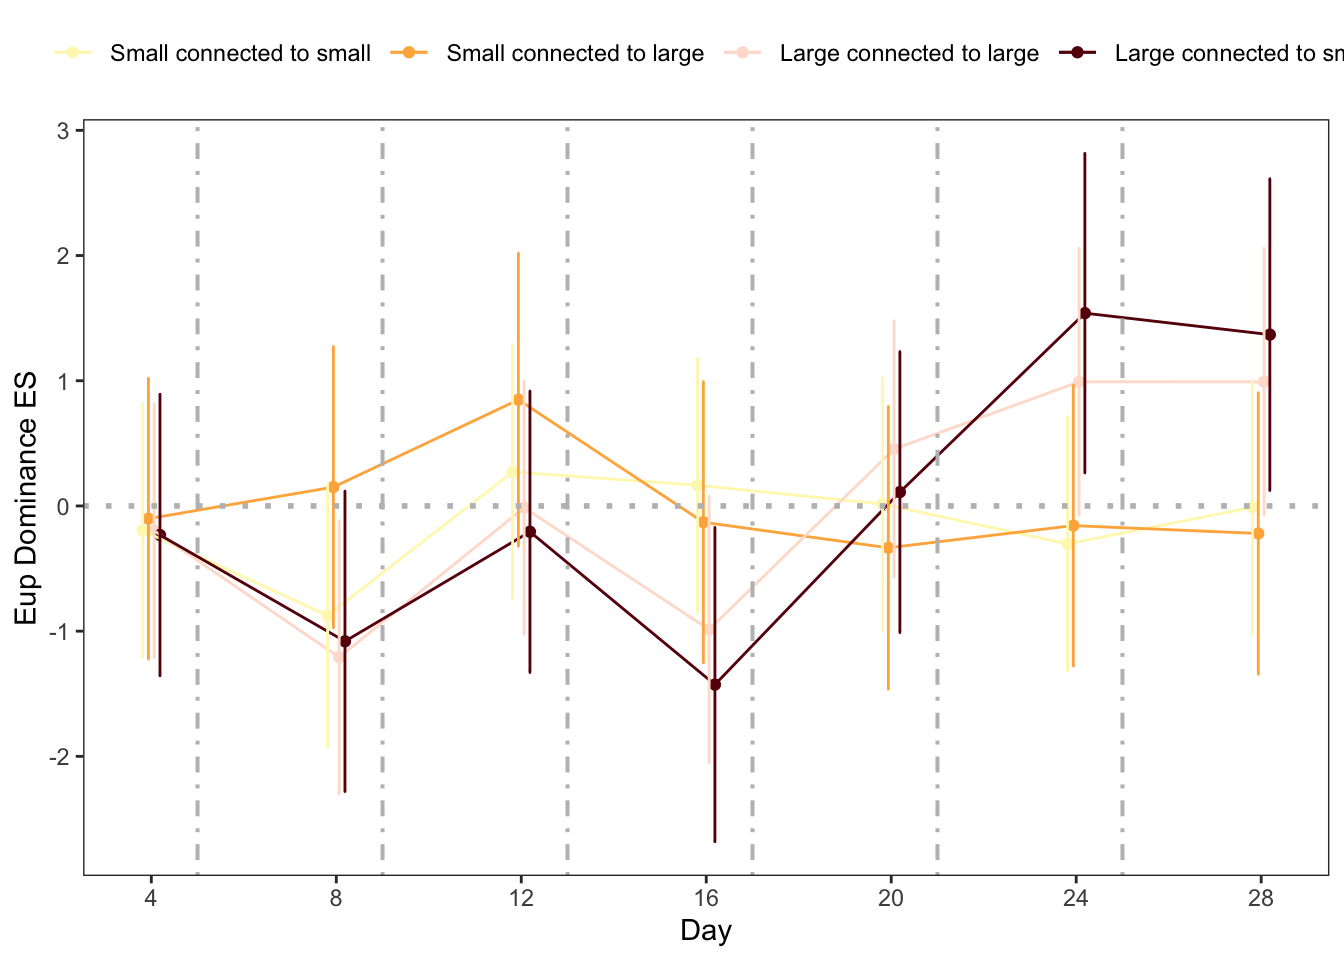 Small connected to small Small connected to large Large connected to large Large connected to sm
3
2
1
0
-1
-2
Eup Dominance ES
4 8 12 16 20 24 28
Day